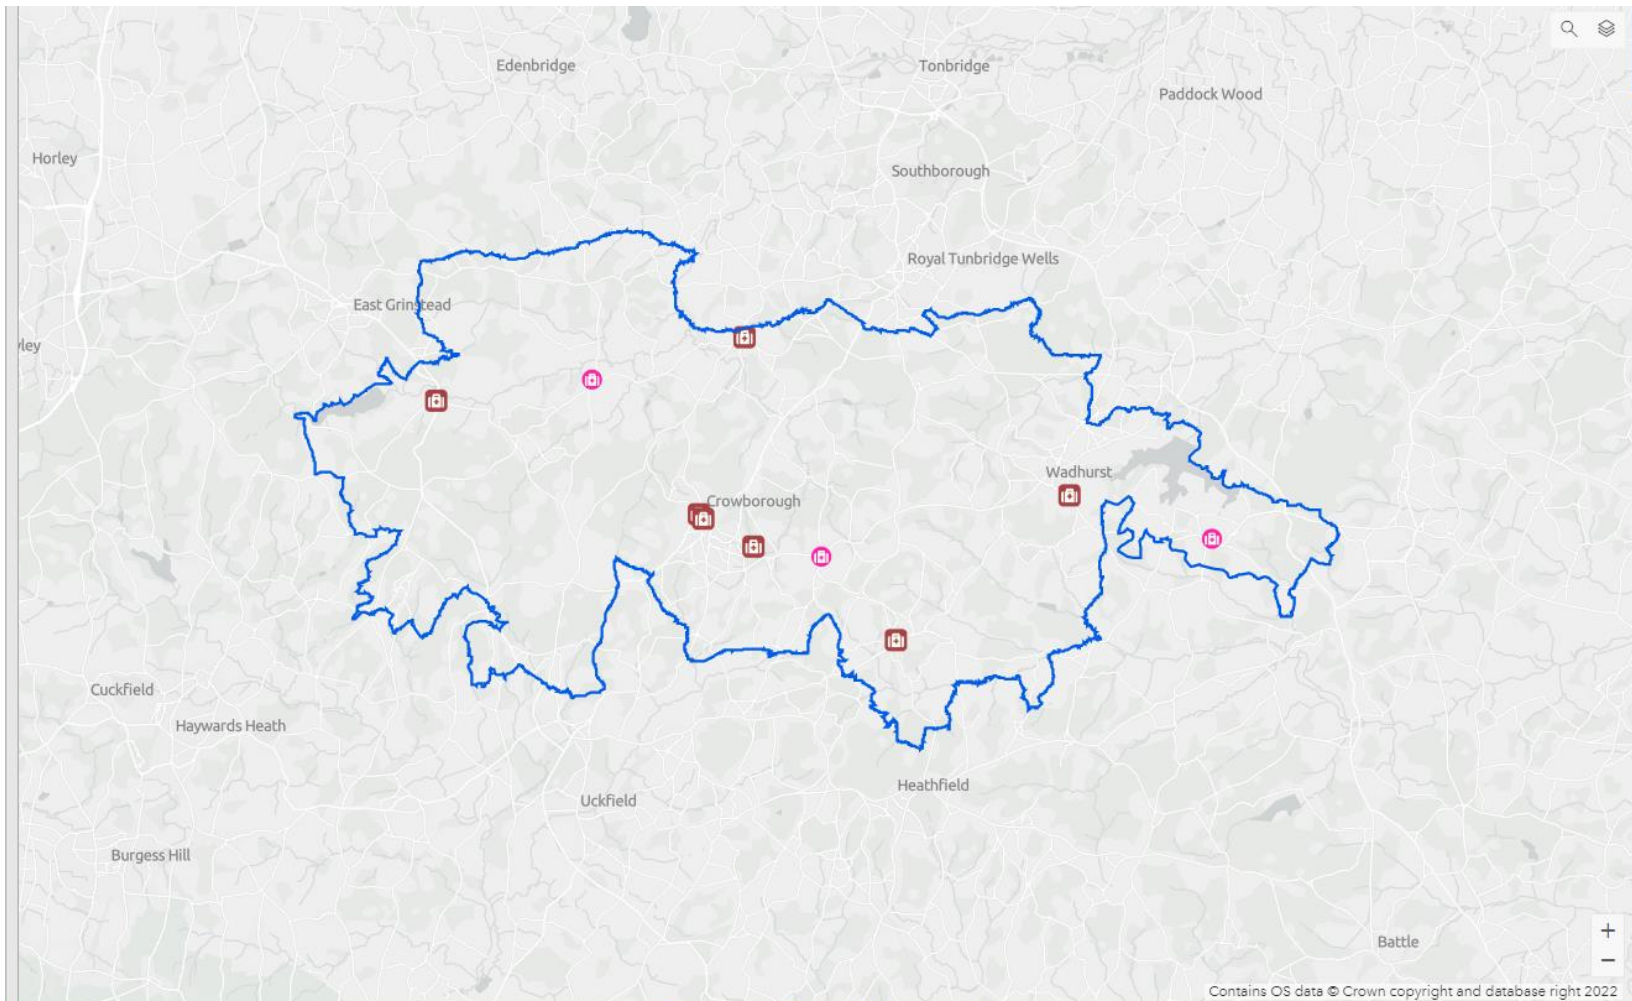 Edenbridge
Tonbridge
Paddock Wood
Horley
Southborough
Royal Tunbridge Wells
East Grinstead
ley
Wadhurst
Crowborough
Cuckfield
Haywards Heath
Heathfield
Uckfield
Burgess Hill
Battle
+
−
Contains OS data © Crown copyright and database right 2022